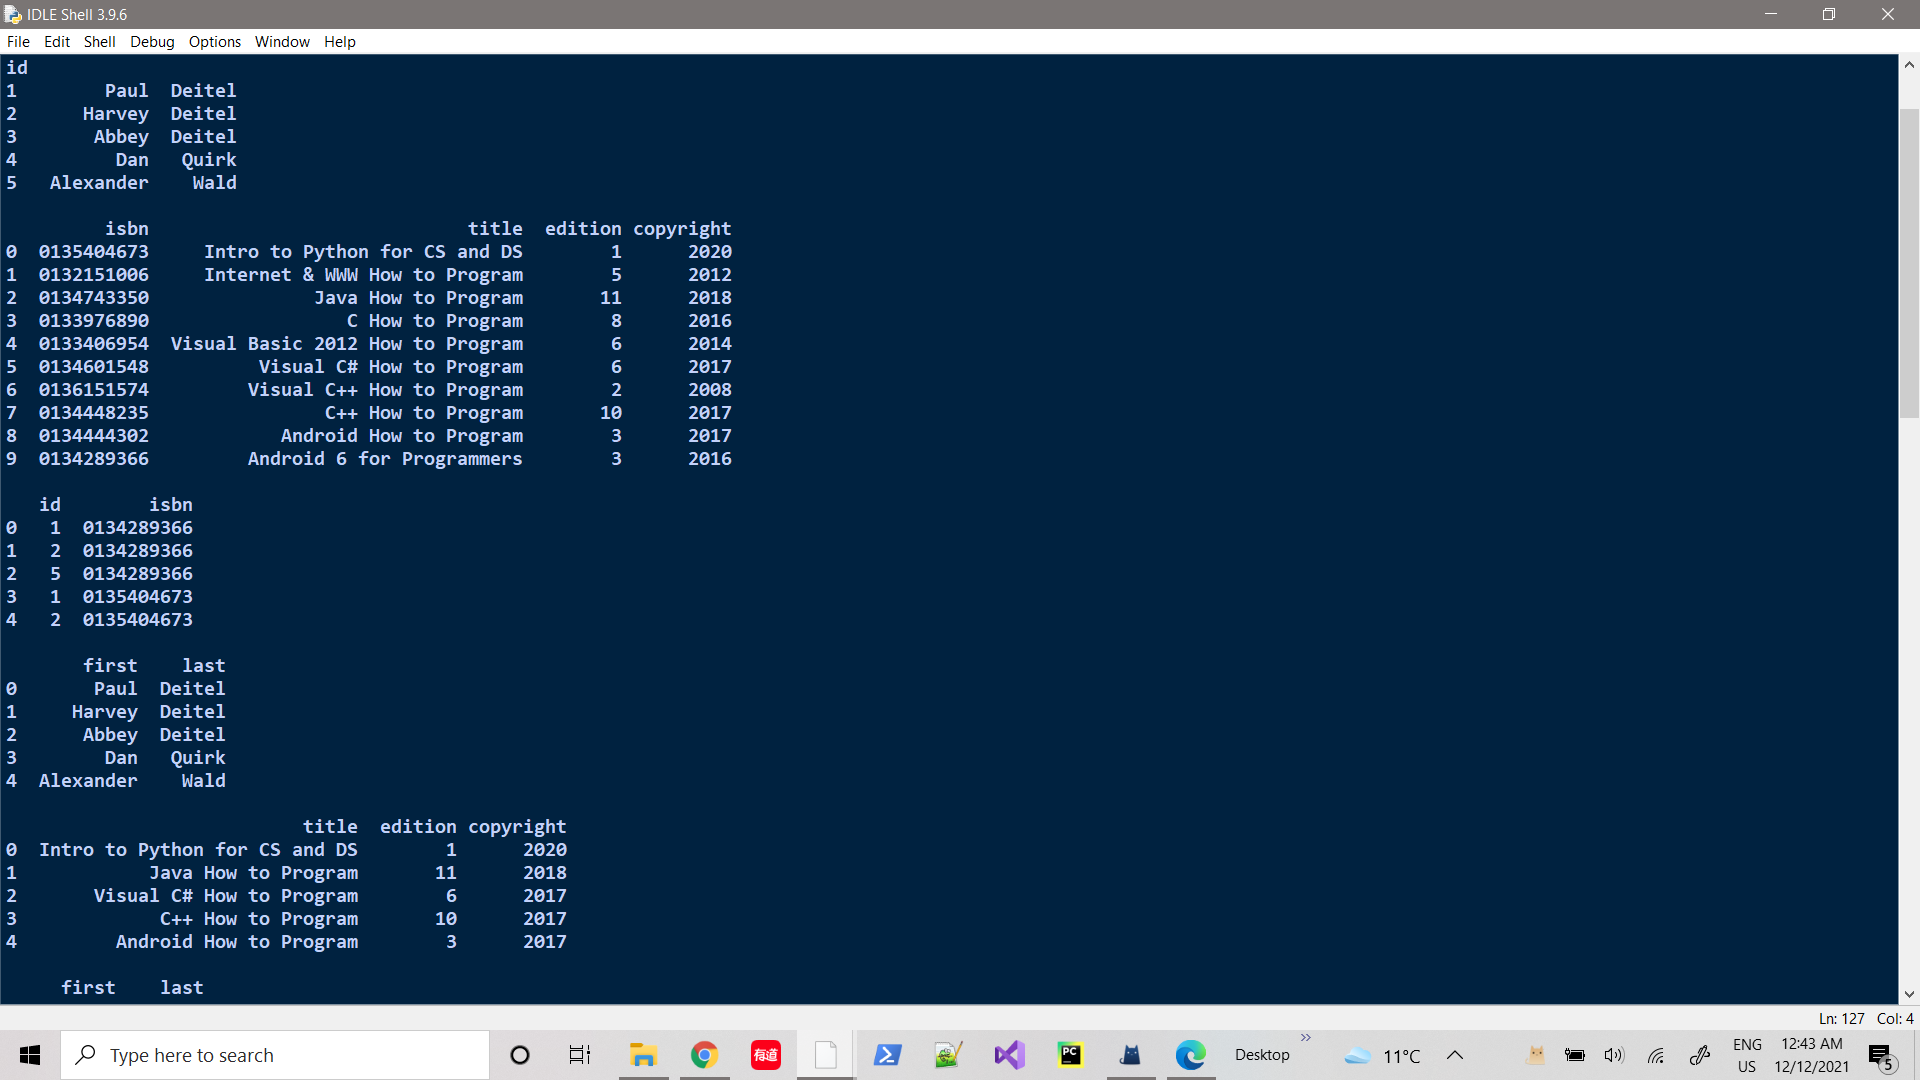 IDLE Shell 3.9.6
File Edit Shell Debug Options Window Help
id
1 Paul Deitel
2 Harvey Deitel
3 Abbey Deitel
4 Dan Quirk
5 Alexander Wald
isbn title edition copyright
0 0135404673 Intro to Python for CS and DS 1 2020
1 0132151006 Internet & WWW How to Program 5 2012
2 0134743350 Java How to Program 11 2018
3 0133976890 C How to Program 8 2016
4 0133406954 Visual Basic 2012 How to Program 6 2014
5 0134601548 Visual C# How to Program 6 2017
6 0136151574 Visual C++ How to Program 2 2008
7 0134448235 C++ How to Program 10 2017
8 0134444302 Android How to Program 3 2017
9 0134289366 Android 6 for Programmers 3 2016
id isbn
0 1 0134289366
1 2 0134289366
2 5 0134289366
3 1 0135404673
4 2 0135404673
first last
0 Paul Deitel
1 Harvey Deitel
2 Abbey Deitel
3 Dan Quirk
4 Alexander Wald
title edition copyright
0 Intro to Python for CS and DS 1 2020
1 Java How to Program 11 2018
2 Visual C# How to Program 6 2017
3 C++ How to Program 10 2017
4 Android How to Program 3 2017
first last
Ln: 127 Col: 4
Type here to search
有道
PC
Desktop
11°C
ENG
US
12:43 AM
12/12/2021
5